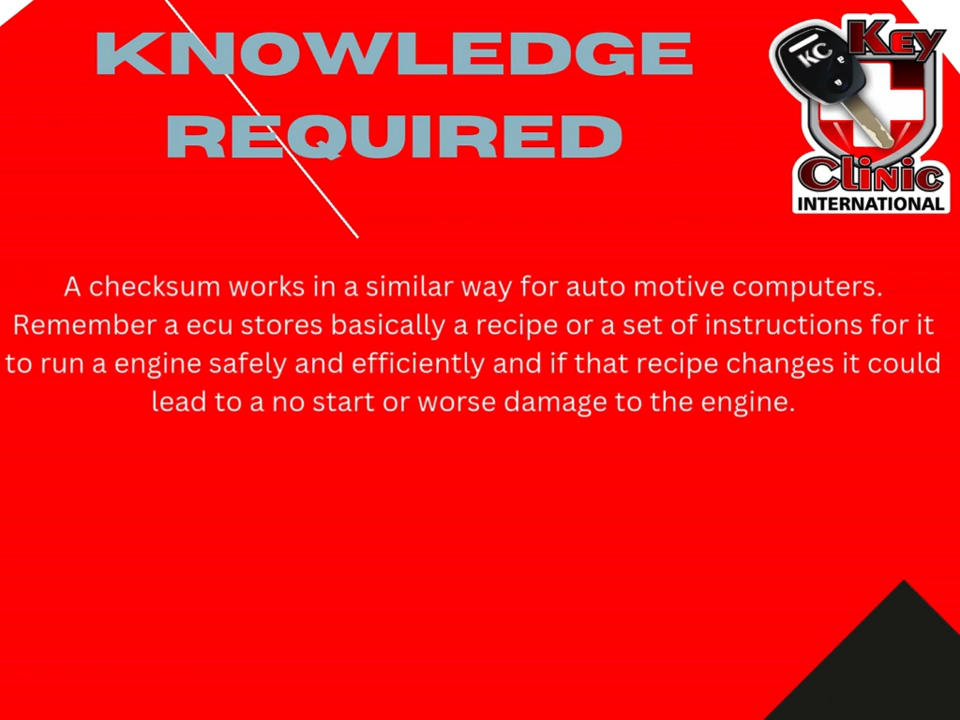 KNOWLEDGE
REQUIRED
KC
KEY
CLINIC
INTERNATIONAL
A checksum works in a similar way for auto motive computers.
Remember a ecu stores basically a recipe or a set of instructions for it
to run a engine safely and efficiently and if that recipe changes it could
lead to a no start or worse damage to the engine.